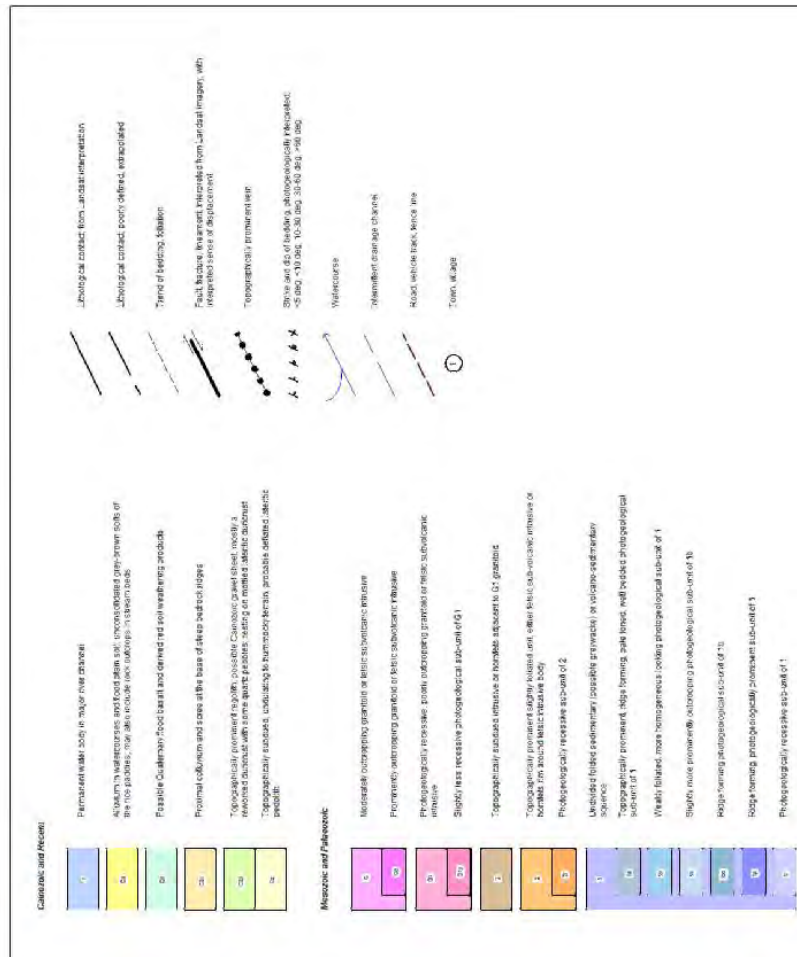 Cainozoic and Recent
Permanent water body in major river channel
Alluvium in watercourses and flood plain soil, unconsolidated grey-brown soils of
the rice paddies, may also include rock outcrops in stream beds
Possible Quaternary flood basalt and derived red soil weathering products
Proximal colluvium and scree at the base of steep bedrock ridges
Topographically prominent regolith, possible Cainozoic gravel sheet, mostly a
reworked duricrust with some quartz pebbles, resting on mottled lateritic duricrust
Topographically subdued, undulating to hummocky terrain, probable deflated lateritic
pedolith
Mesozoic and Palaeozoic
Moderately outcropping granitoid or felsic subvolcanic intrusive
Prominently outcropping granitoid or felsic subvolcanic intrusive
Photogeologically recessive, poorly outcropping granitoid or felsic subvolcanic
intrusive
Slightly less recessive photogeological sub-unit of G1
Topographically subdued intrusive or hornfels adjacent to G1 granitoid
Topographically prominent slightly foliated unit, either felsic sub-volcanic intrusive or
hornfels rim around felsic intrusive body
Photogeologically recessive sub-unit of 2
Undivided folded sedimentary (possible greywacke) or volcano-sedimentary
sequence
Topographically prominent, ridge forming, pale toned, well bedded photogeological
sub-unit of 1
Weakly foliated, more homogeneous looking photogeological sub-unit of 1
Slightly more prominently outcropping photogeological sub-unit of 1b
Ridge forming photogeological sub-unit of 1b
Ridge forming, photogeologically prominent sub-unit of 1
Photogeologically recessive sub-unit of 1
Lithological contact, from Landsat interpretation
Lithological contact, poorly defined, extrapolated
Trend of bedding, foliation
Fault, fracture, lineament, interpreted from Landsat imagery, with
interpreted sense of displacement
Topographically prominent vein
Strike and dip of bedding, photogeologically interpreted:
<5 deg, <10 deg, 10-30 deg, 30-60 deg, >60 deg
Watercourse
Intermittent drainage channel
Road, vehicle track, fence line
Town, village